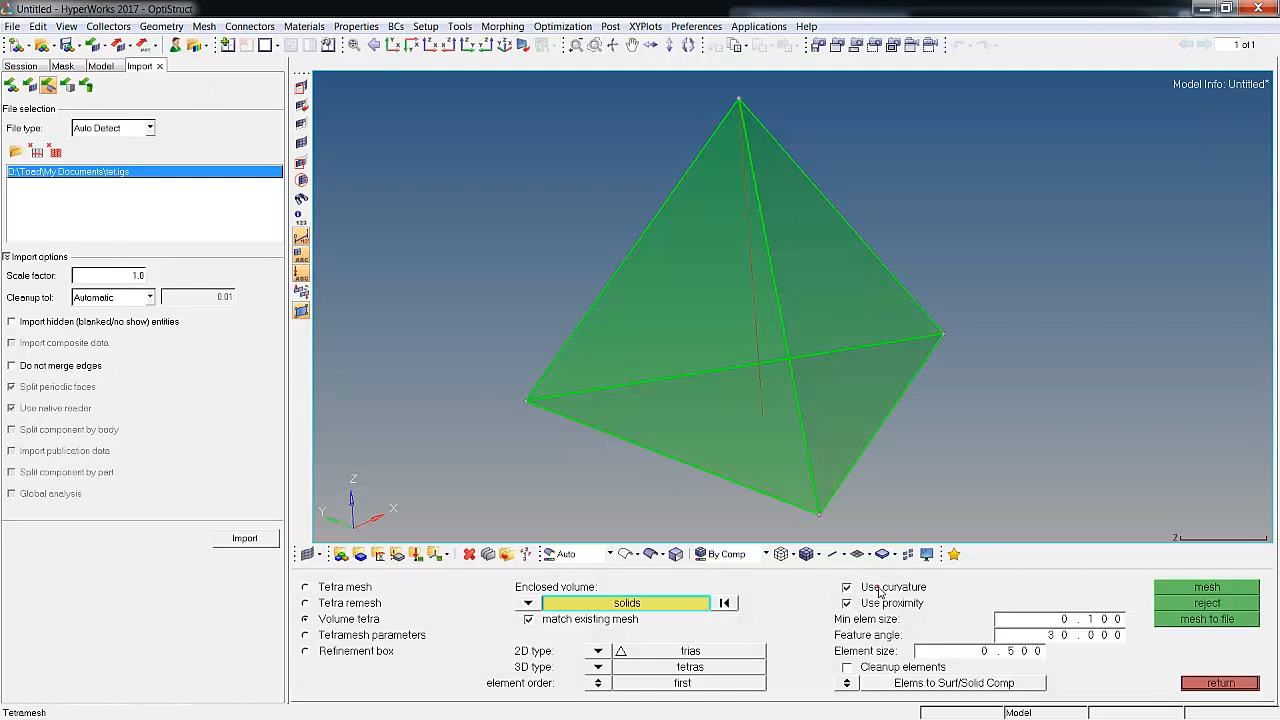 Untitled - HyperWorks 2017 - OptiStruct
File Edit View Collectors Geometry Mesh Connectors Materials Properties BCs Setup Tools Morphing Optimization Post XYPlots Preferences Applications Help
1 of 1
Session Mask Model Import
Model Info: Untitled*
File selection
File type: Auto Detect
D:\Toad\My Documents\tet.igs
Import options
Scale factor: 1.0
Cleanup tol: Automatic 0.01
Import hidden (blanked/no show) entities
Import composite data
Do not merge edges
Split periodic faces
Use native reader
Split component by body
Import publication data
Split component by part
Global analysis
Import
123
ABC
ABC
Z
Y X
2
Auto By Comp
Tetra mesh Enclosed volume: Use curvature mesh
Tetra remesh solids Use proximity reject
Volume tetra match existing mesh Min elem size: 0.100 mesh to file
Tetramesh parameters Feature angle: 30.000
Refinement box 2D type: trias Element size: 0.500
3D type: tetras Cleanup elements
element order: first Elems to Surf/Solid Comp return
Model